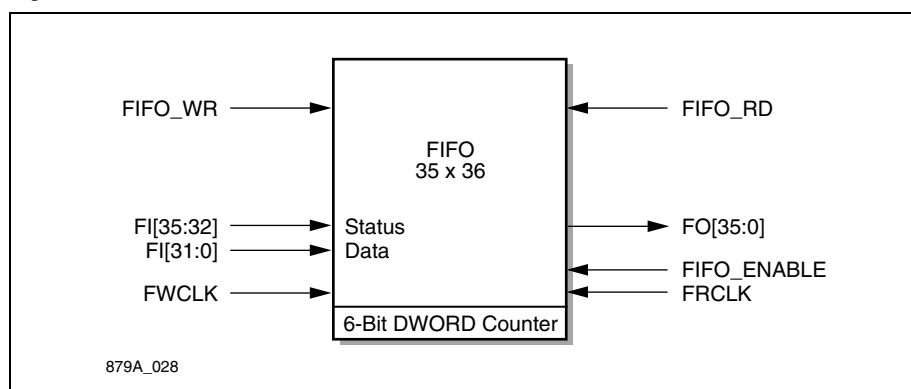 FIFO_WR
FIFO_RD
FIFO
35 x 36
FI[35:32]
Status
FO[35:0]
FI[31:0]
Data
FIFO_ENABLE
FWCLK
FRCLK
6-Bit DWORD Counter
879A_028